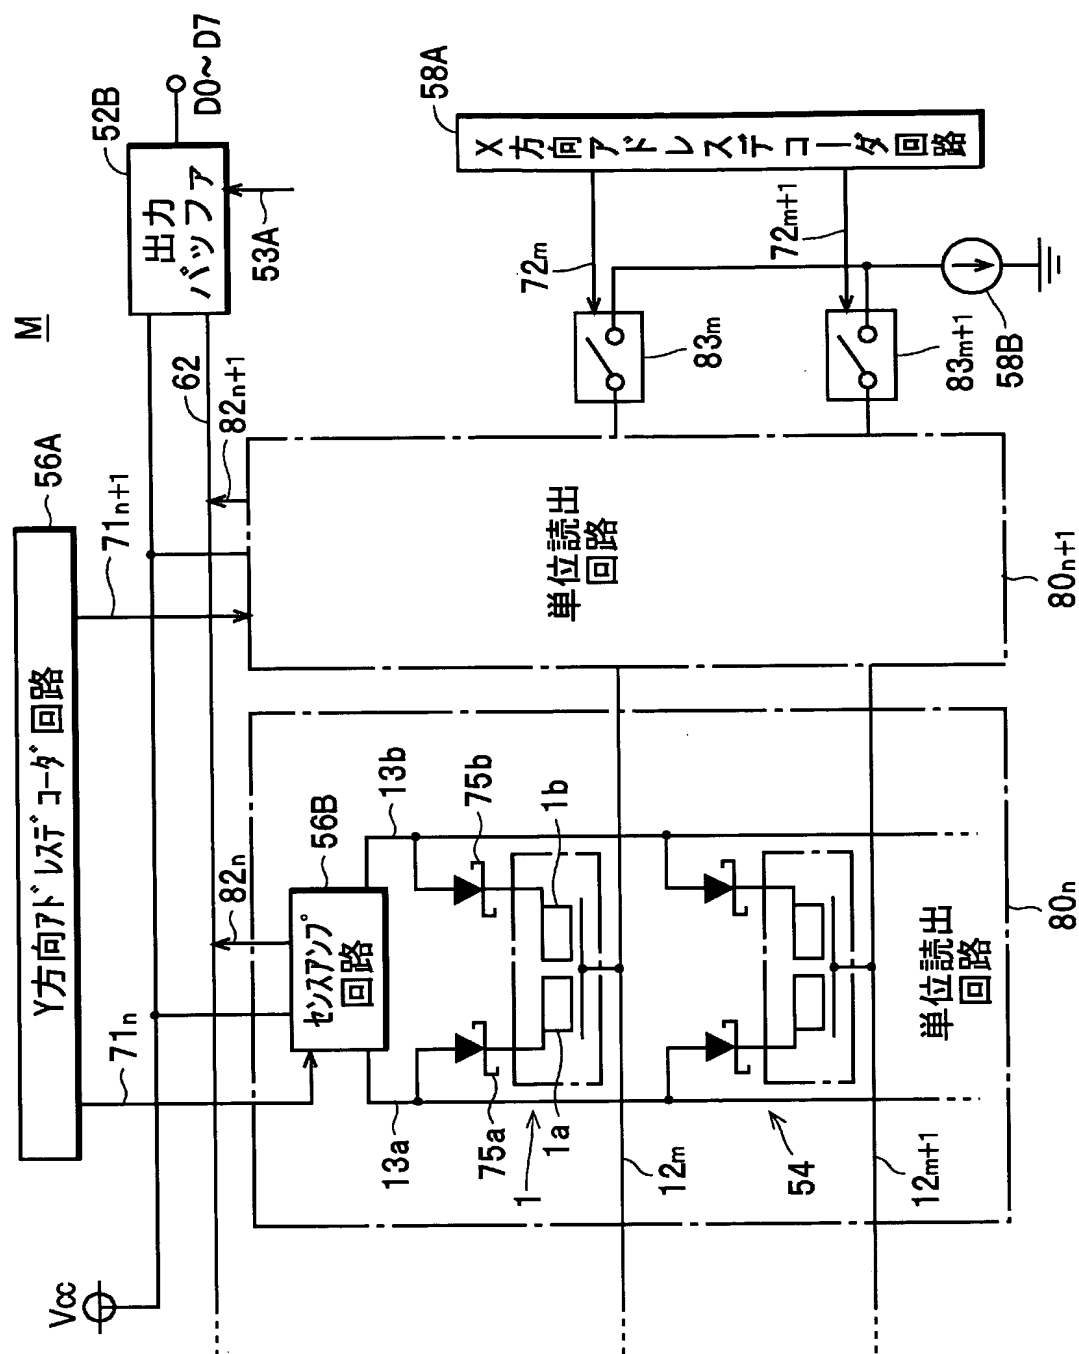 M
Vcc
Y方向アドレスデコーダ回路
56A
52B
出力
バッファ
D0~D7
53A
62
71n
71n+1
82n
82n+1
センスアンプ
回路
56B
13a
13b
75a
75b
1a
1b
1
54
12m
12m+1
単位読出
回路
80n
単位読出
回路
80n+1
83m
83m+1
72m
72m+1
58B
X方向アドレスデコーダ回路
58A